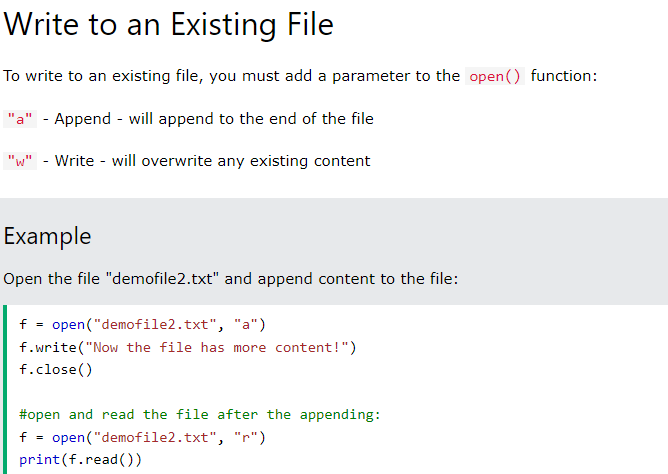 Write to an Existing File
To write to an existing file, you must add a parameter to the open() function:
"a" - Append - will append to the end of the file
"w" - Write - will overwrite any existing content
Example
Open the file "demofile2.txt" and append content to the file:
f = open("demofile2.txt", "a")
f.write("Now the file has more content!")
f.close()
#open and read the file after the appending:
f = open("demofile2.txt", "r")
print(f.read())